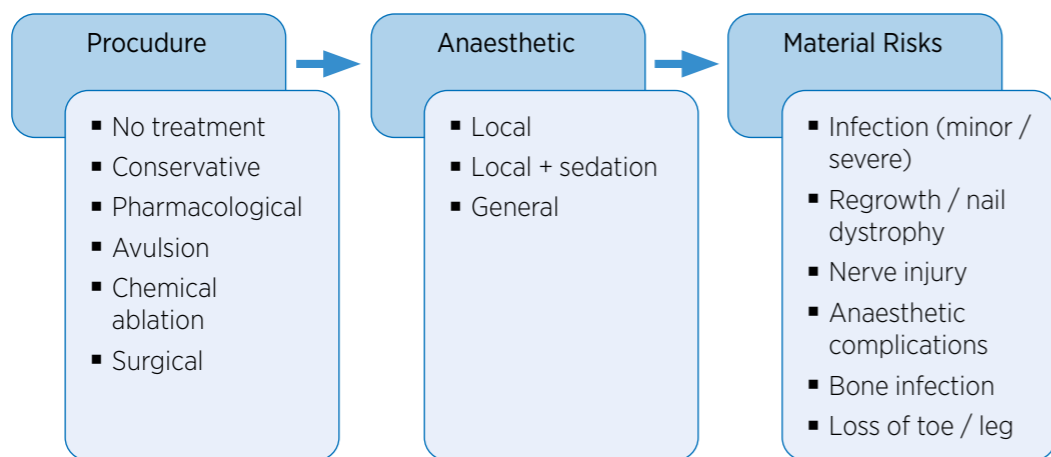 Procudure
■ No treatment
■ Conservative
■ Pharmacological
■ Avulsion
■ Chemical
ablation
■ Surgical
Anaesthetic
■ Local
■ Local + sedation
■ General
Material Risks
■ Infection (minor /
severe)
■ Regrowth / nail
dystrophy
■ Nerve injury
■ Anaesthetic
complications
■ Bone infection
■ Loss of toe / leg